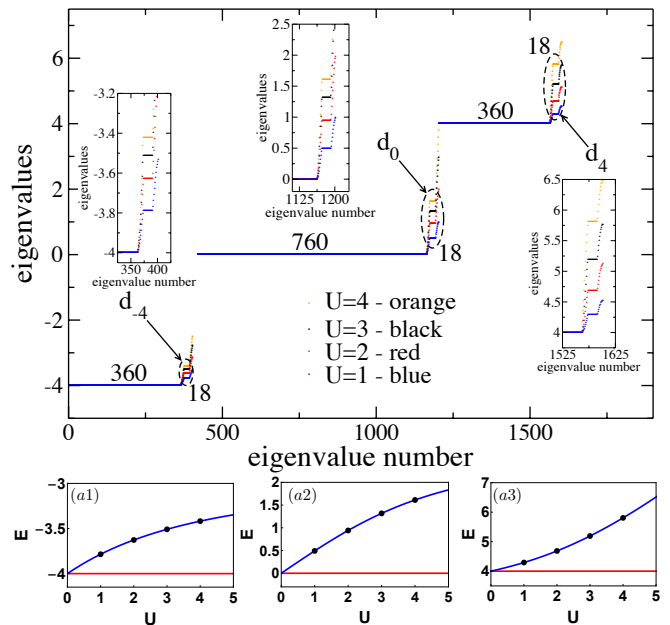 eigenvalues
6
4
2
0
-2
-4
0
500
1000
1500
eigenvalue number
360
18
d-4
760
18
d0
360
18
d4
U=4 - orange
U=3 - black
U=2 - red
U=1 - blue
eigenvalues
-3.2
-3.4
-3.6
-3.8
-4
350 400
eigenvalue number
eigenvalues
2.5
2
1.5
1
0.5
0
1125 1200
eigenvalue number
eigenvalues
6.5
6
5.5
5
4.5
4
1525 1625
eigenvalue number
(a1)
E
-3
-3.5
-4
0 1 2 3 4 5
U
(a2)
E
2
1.5
1
0.5
0
0 1 2 3 4 5
U
(a3)
E
7
6
5
4
0 1 2 3 4 5
U